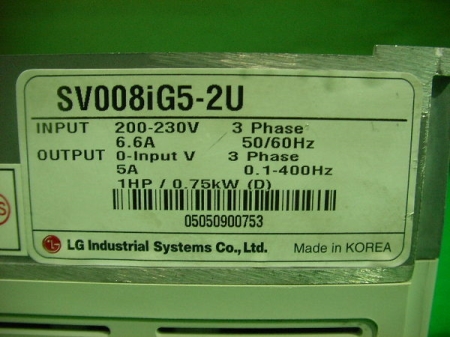 SV008iG5-2U
INPUT 200-230V 3 Phase
6.6A 50/60Hz
OUTPUT 0-Input V 3 Phase
5A 0.1-400Hz
1HP / 0.75kW (D)
05050900753
LG Industrial Systems Co., Ltd. Made in KOREA